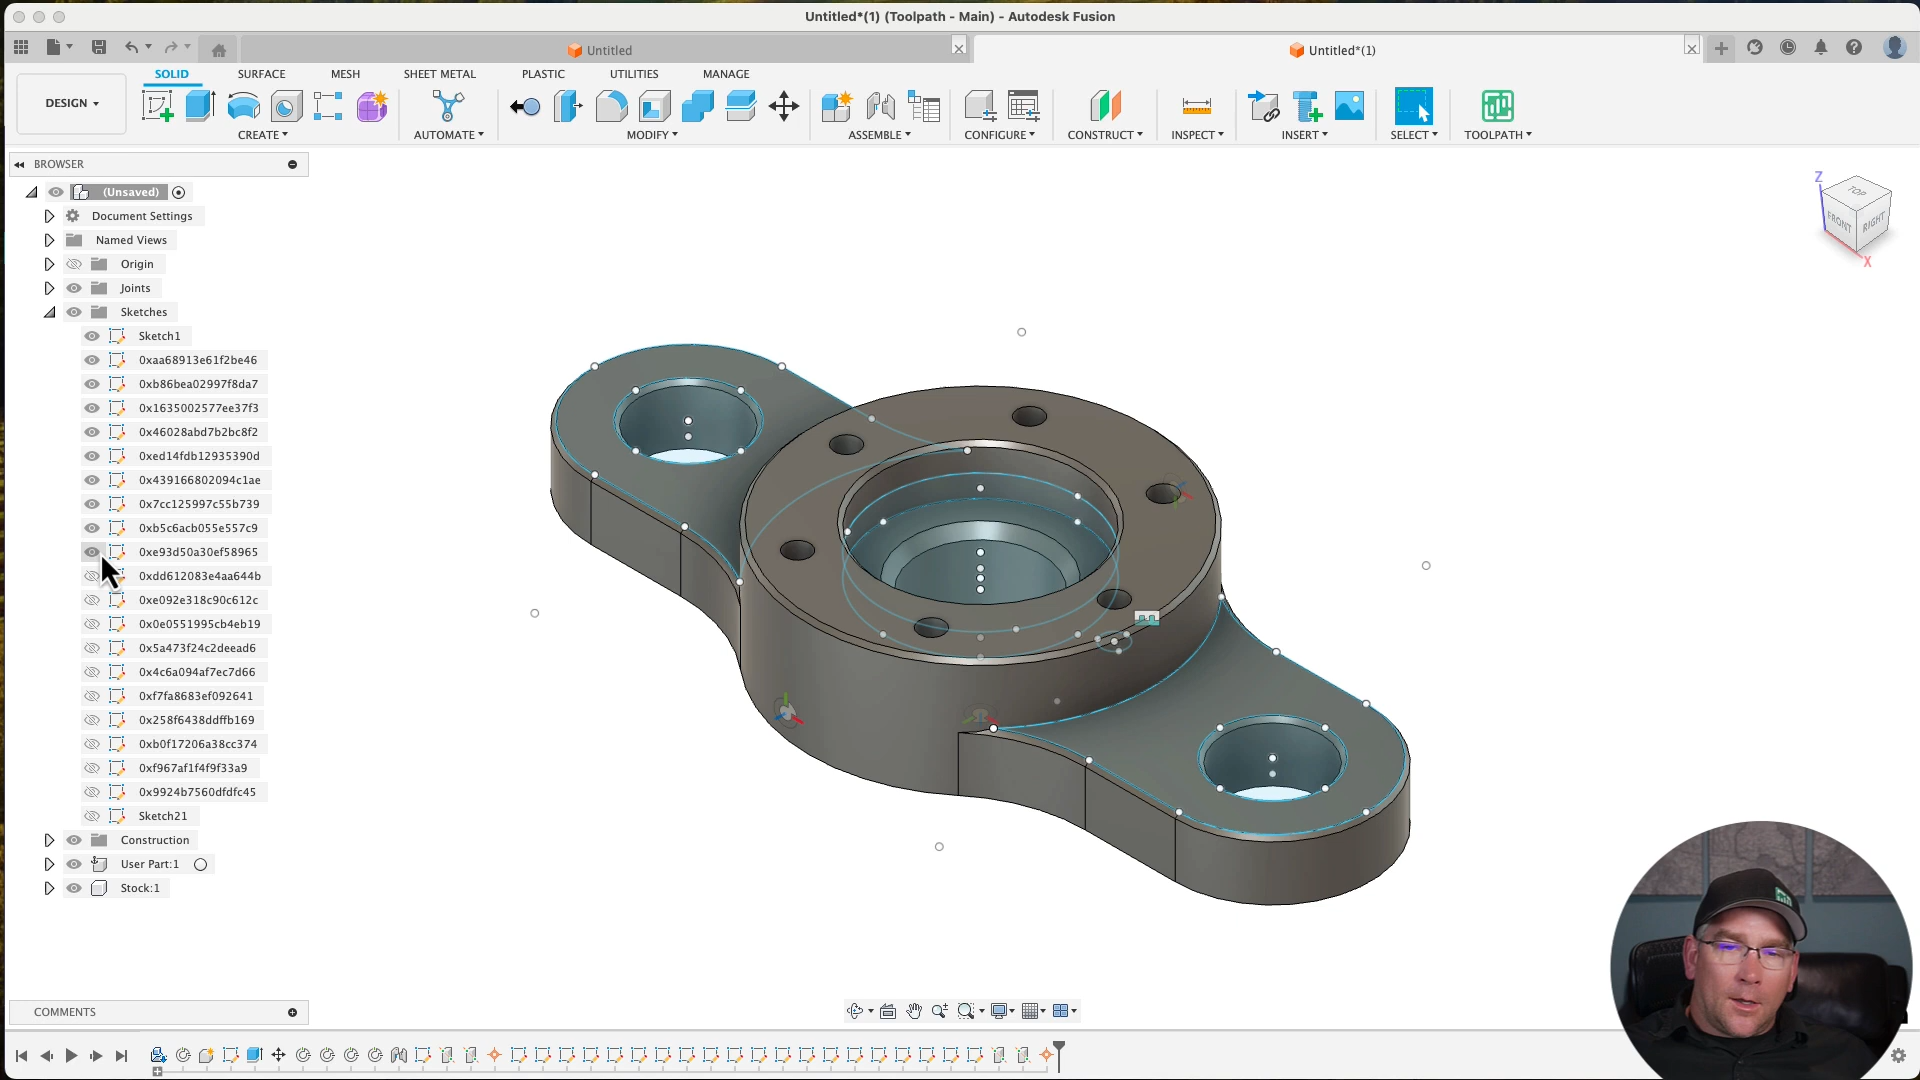 Untitled*(1) (Toolpath - Main) - Autodesk Fusion
Untitled
Untitled*(1)
DESIGN
SOLID
SURFACE
MESH
SHEET METAL
PLASTIC
UTILITIES
MANAGE
CREATE
AUTOMATE
MODIFY
ASSEMBLE
CONFIGURE
CONSTRUCT
INSPECT
INSERT
SELECT
TOOLPATH
BROWSER
(Unsaved)
Document Settings
Named Views
Origin
Joints
Sketches
Sketch1
0xaa68913e61f2be46
0xb86bea02997f8da7
0x1635002577ee37f3
0x46028abd7b2bc8f2
0xed14fdb12935390d
0x439166802094c1ae
0x7cc125997c55b739
0xb5c6acb055e557c9
0xe93d50a30ef58965
0xdd612083e4aa644b
0xe092e318c90c612c
0x0e0551995cb4eb19
0x5a473f24c2deead6
0x4c6a094af7ec7d66
0xf7fa8683ef092641
0x258f6438ddffb169
0xb0f17206a38cc374
0xf967af1f4f9f33a9
0x9924b7560dfdfc45
Sketch21
Construction
User Part:1
Stock:1
Z
TOP
FRONT
RIGHT
X
COMMENTS